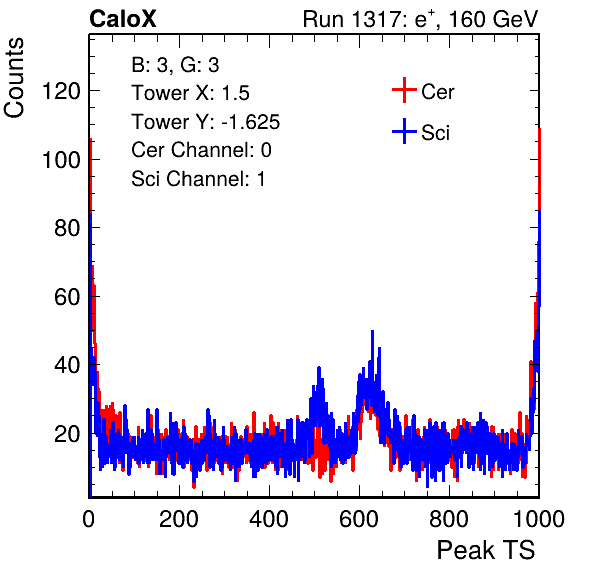 CaloX Run 1317: e⁺, 160 GeV
Counts
B: 3, G: 3
Tower X: 1.5
Tower Y: -1.625
Cer Channel: 0
Sci Channel: 1
Cer
Sci
120
100
80
60
40
20
0 200 400 600 800 1000
Peak TS